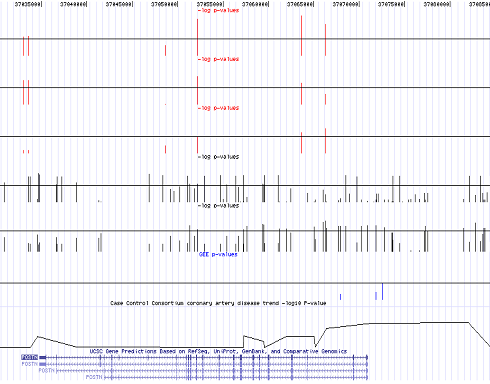 37035000| 37040000| 37045000| 37050000| 37055000| 37060000| 37065000| 37070000| 37075000| 37080000|
-log p-values
-log p-values
-log p-values
-log p-values
-log p-values
GEE p-values
Case Control Consortium coronary artery disease trend -log10 P-value
UCSC Gene Predictions Based on RefSeq, UniProt, GenBank, and Comparative Genomics
POSTN
POSTN
POSTN
POSTN